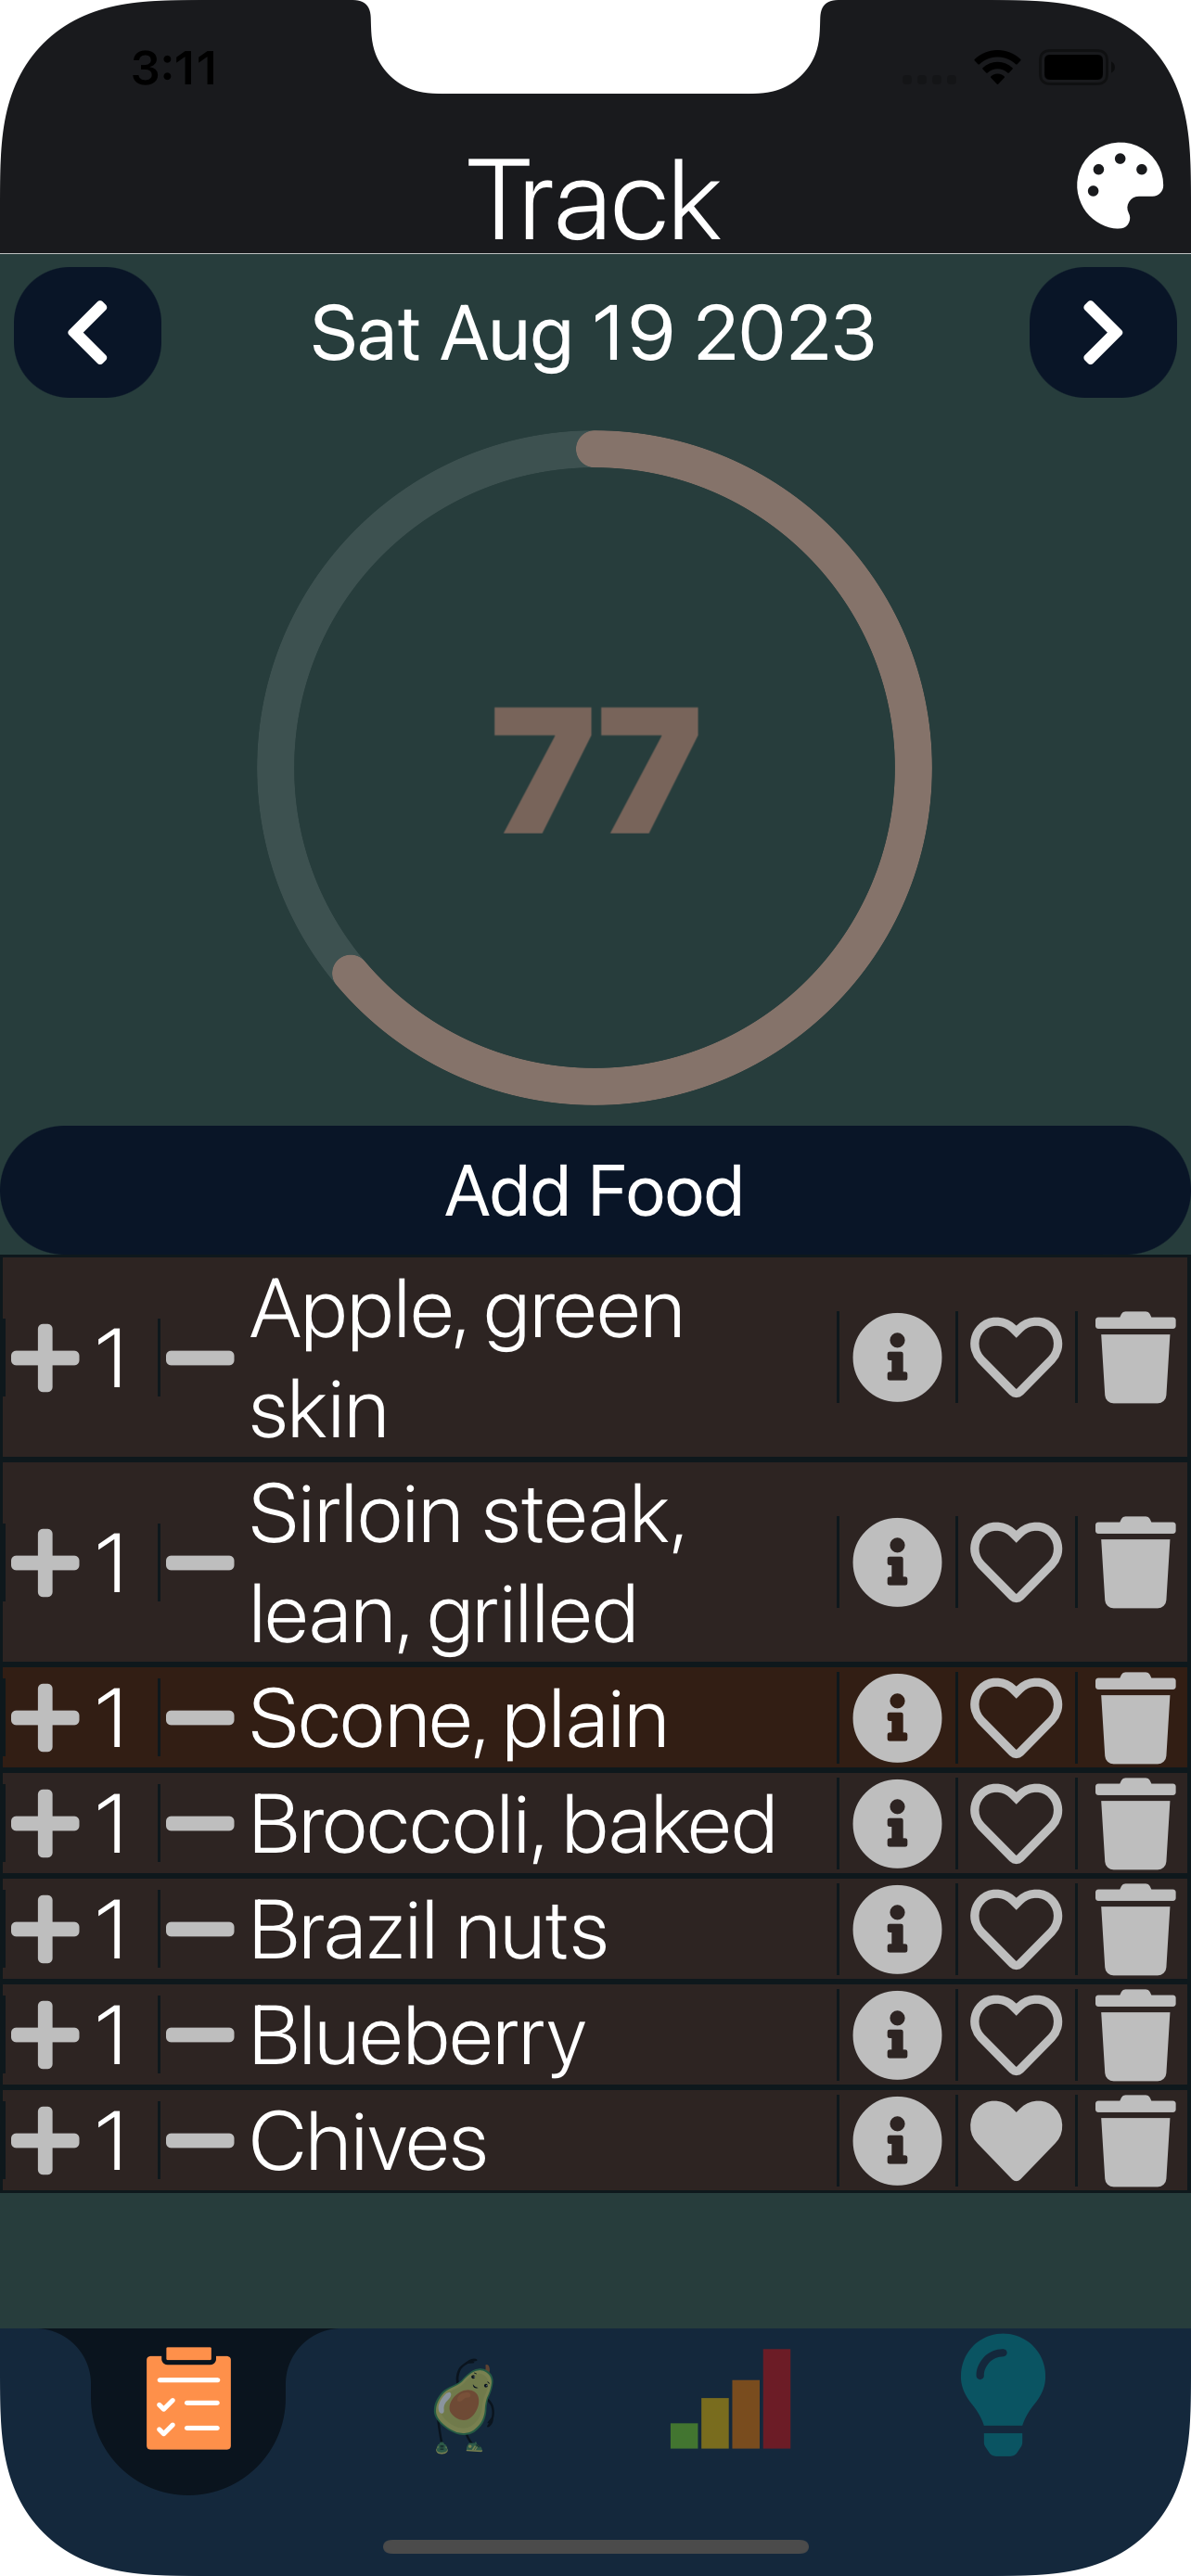 3:11
Track
Sat Aug 19 2023
77
Add Food
1
Apple, green
skin
1
Sirloin steak,
lean, grilled
1
Scone, plain
1
Broccoli, baked
1
Brazil nuts
1
Blueberry
1
Chives